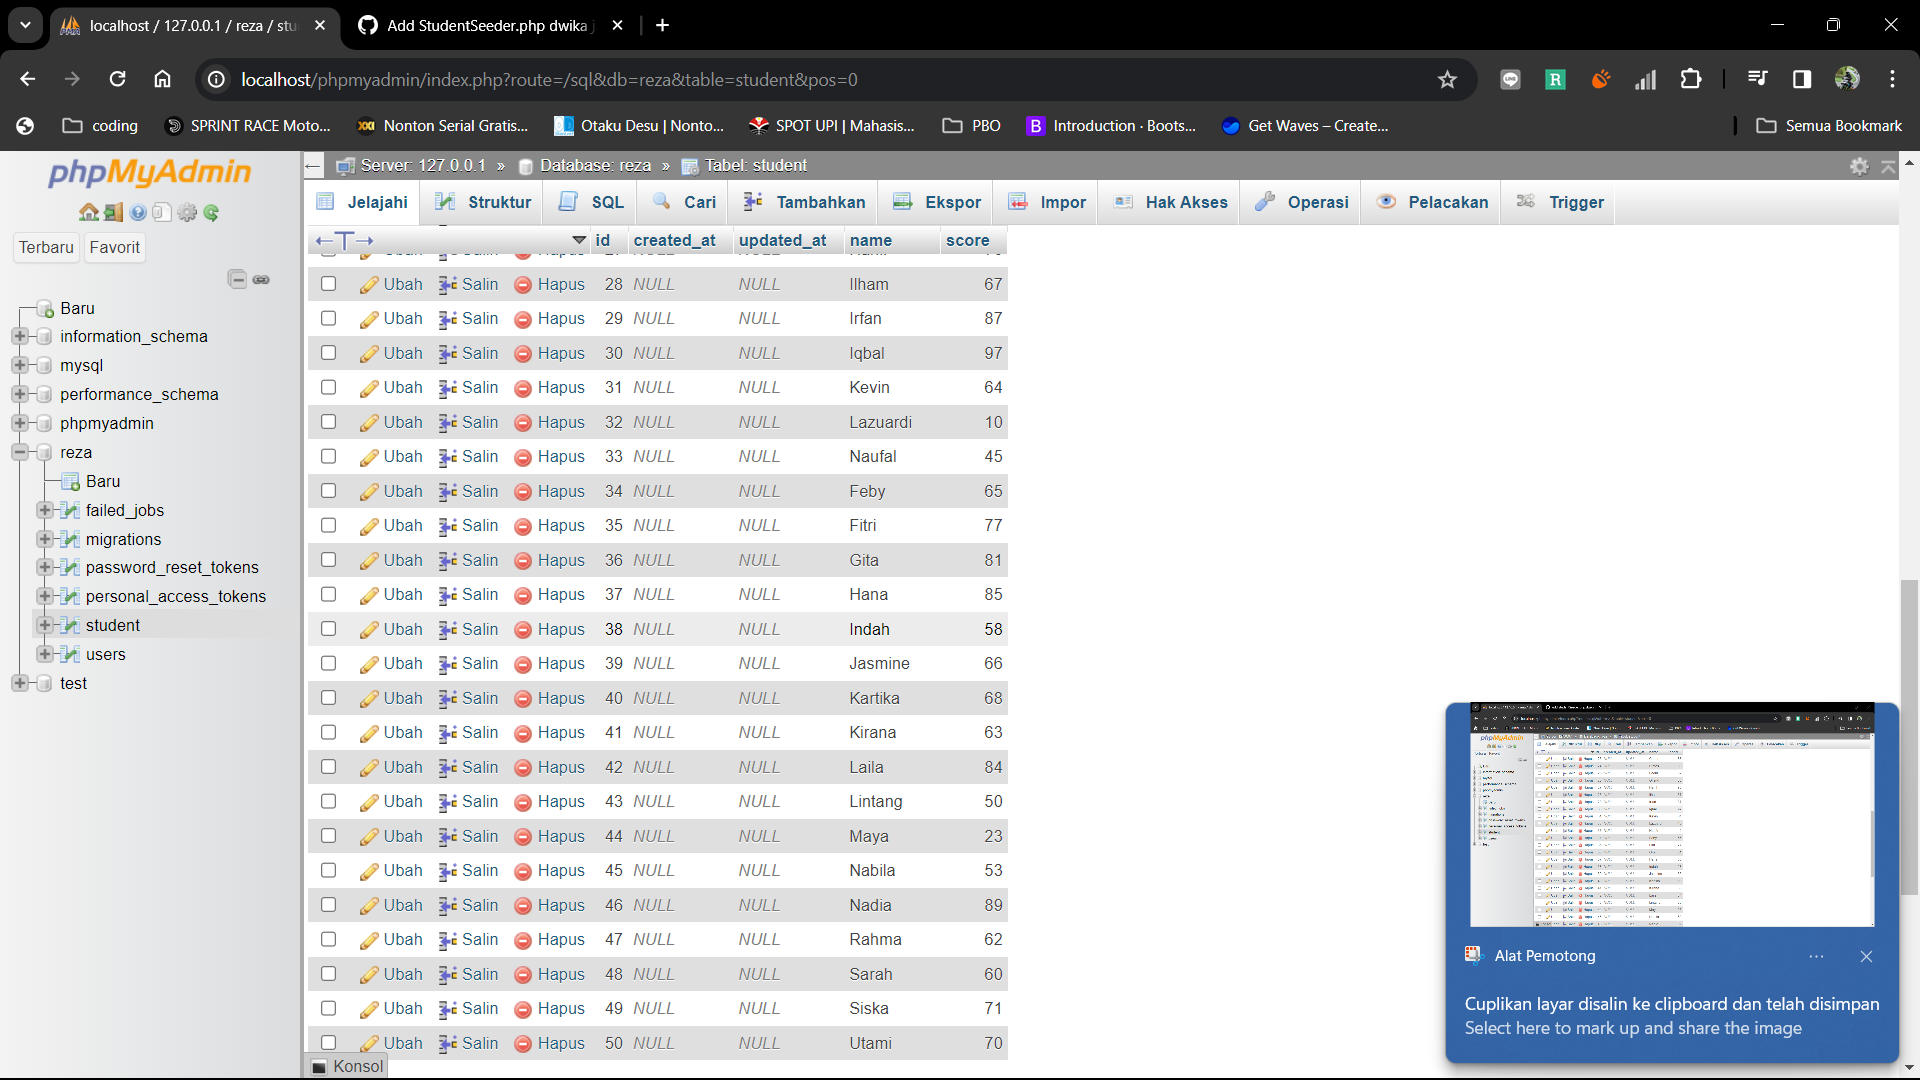 localhost / 127.0.0.1 / reza / stu
Add StudentSeeder.php dwika j
localhost/phpmyadmin/index.php?route=/sql&db=reza&table=student&pos=0
coding
SPRINT RACE Moto...
Nonton Serial Gratis...
Otaku Desu | Nonto...
SPOT UPI | Mahasis...
PBO
Introduction · Boots...
Get Waves – Create...
Semua Bookmark
phpMyAdmin
Terbaru Favorit
Baru
information_schema
mysql
performance_schema
phpmyadmin
reza
Baru
failed_jobs
migrations
password_reset_tokens
personal_access_tokens
student
users
test
Server: 127.0.0.1 » Database: reza » Tabel: student
Jelajahi Struktur SQL Cari Tambahkan Ekspor Impor Hak Akses Operasi Pelacakan Trigger
id created_at updated_at name score
Ubah Salin Hapus 28 NULL NULL Ilham 67
Ubah Salin Hapus 29 NULL NULL Irfan 87
Ubah Salin Hapus 30 NULL NULL Iqbal 97
Ubah Salin Hapus 31 NULL NULL Kevin 64
Ubah Salin Hapus 32 NULL NULL Lazuardi 10
Ubah Salin Hapus 33 NULL NULL Naufal 45
Ubah Salin Hapus 34 NULL NULL Feby 65
Ubah Salin Hapus 35 NULL NULL Fitri 77
Ubah Salin Hapus 36 NULL NULL Gita 81
Ubah Salin Hapus 37 NULL NULL Hana 85
Ubah Salin Hapus 38 NULL NULL Indah 58
Ubah Salin Hapus 39 NULL NULL Jasmine 66
Ubah Salin Hapus 40 NULL NULL Kartika 68
Ubah Salin Hapus 41 NULL NULL Kirana 63
Ubah Salin Hapus 42 NULL NULL Laila 84
Ubah Salin Hapus 43 NULL NULL Lintang 50
Ubah Salin Hapus 44 NULL NULL Maya 23
Ubah Salin Hapus 45 NULL NULL Nabila 53
Ubah Salin Hapus 46 NULL NULL Nadia 89
Ubah Salin Hapus 47 NULL NULL Rahma 62
Ubah Salin Hapus 48 NULL NULL Sarah 60
Ubah Salin Hapus 49 NULL NULL Siska 71
Ubah Salin Hapus 50 NULL NULL Utami 70
Konsol
Alat Pemotong
Cuplikan layar disalin ke clipboard dan telah disimpan
Select here to mark up and share the image